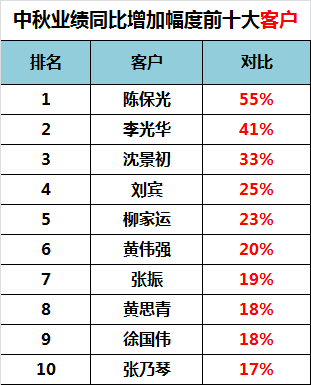 中秋业绩同比增加幅度前十大客户
排名 客户 对比
1 陈保光 55%
2 李光华 41%
3 沈景初 33%
4 刘宾 25%
5 柳家运 23%
6 黄伟强 20%
7 张振 19%
8 黄思青 18%
9 徐国伟 18%
10 张乃琴 17%